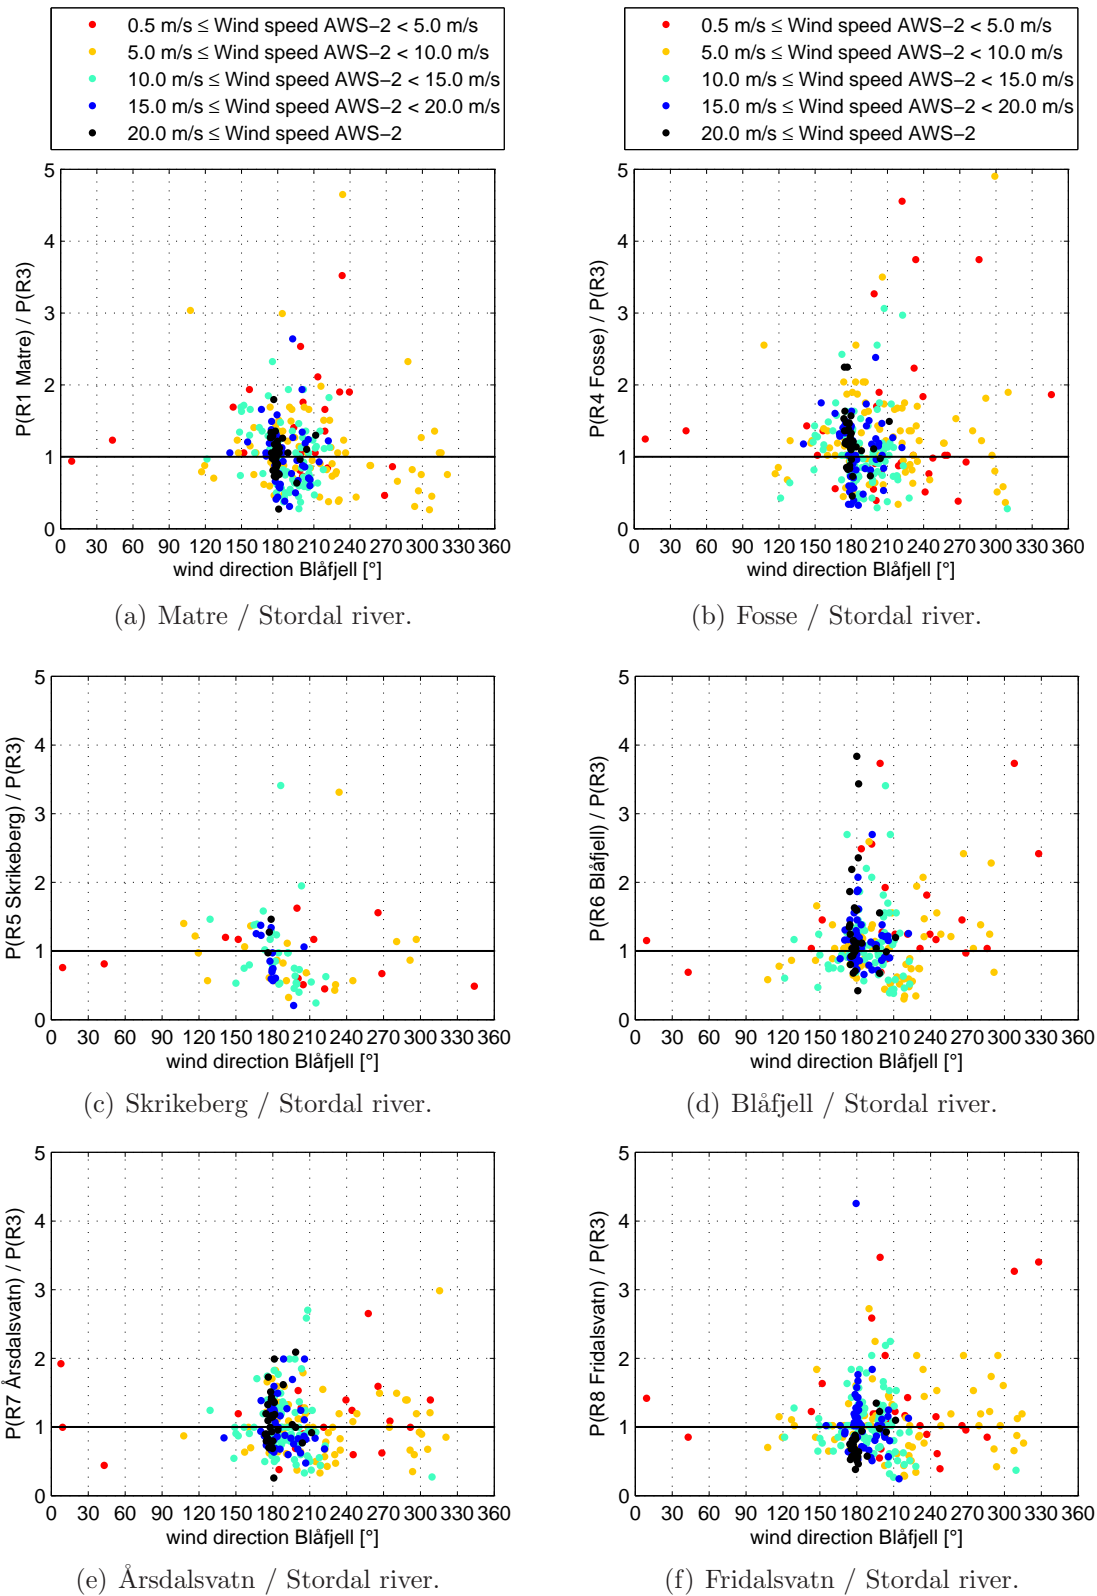 0.5 m/s ≤ Wind speed AWS−2 < 5.0 m/s
5.0 m/s ≤ Wind speed AWS−2 < 10.0 m/s
10.0 m/s ≤ Wind speed AWS−2 < 15.0 m/s
15.0 m/s ≤ Wind speed AWS−2 < 20.0 m/s
20.0 m/s ≤ Wind speed AWS−2
0.5 m/s ≤ Wind speed AWS−2 < 5.0 m/s
5.0 m/s ≤ Wind speed AWS−2 < 10.0 m/s
10.0 m/s ≤ Wind speed AWS−2 < 15.0 m/s
15.0 m/s ≤ Wind speed AWS−2 < 20.0 m/s
20.0 m/s ≤ Wind speed AWS−2
P(R1 Matre) / P(R3)
5
4
3
2
1
0
0 30 60 90 120 150 180 210 240 270 300 330 360
wind direction Blåfjell [°]
(a) Matre / Stordal river.
P(R4 Fosse) / P(R3)
5
4
3
2
1
0
0 30 60 90 120 150 180 210 240 270 300 330 360
wind direction Blåfjell [°]
(b) Fosse / Stordal river.
P(R5 Skrikeberg) / P(R3)
5
4
3
2
1
0
0 30 60 90 120 150 180 210 240 270 300 330 360
wind direction Blåfjell [°]
(c) Skrikeberg / Stordal river.
P(R6 Blåfjell) / P(R3)
5
4
3
2
1
0
0 30 60 90 120 150 180 210 240 270 300 330 360
wind direction Blåfjell [°]
(d) Blåfjell / Stordal river.
P(R7 Årsdalsvatn) / P(R3)
5
4
3
2
1
0
0 30 60 90 120 150 180 210 240 270 300 330 360
wind direction Blåfjell [°]
(e) Årsdalsvatn / Stordal river.
P(R8 Fridalsvatn) / P(R3)
5
4
3
2
1
0
0 30 60 90 120 150 180 210 240 270 300 330 360
wind direction Blåfjell [°]
(f) Fridalsvatn / Stordal river.